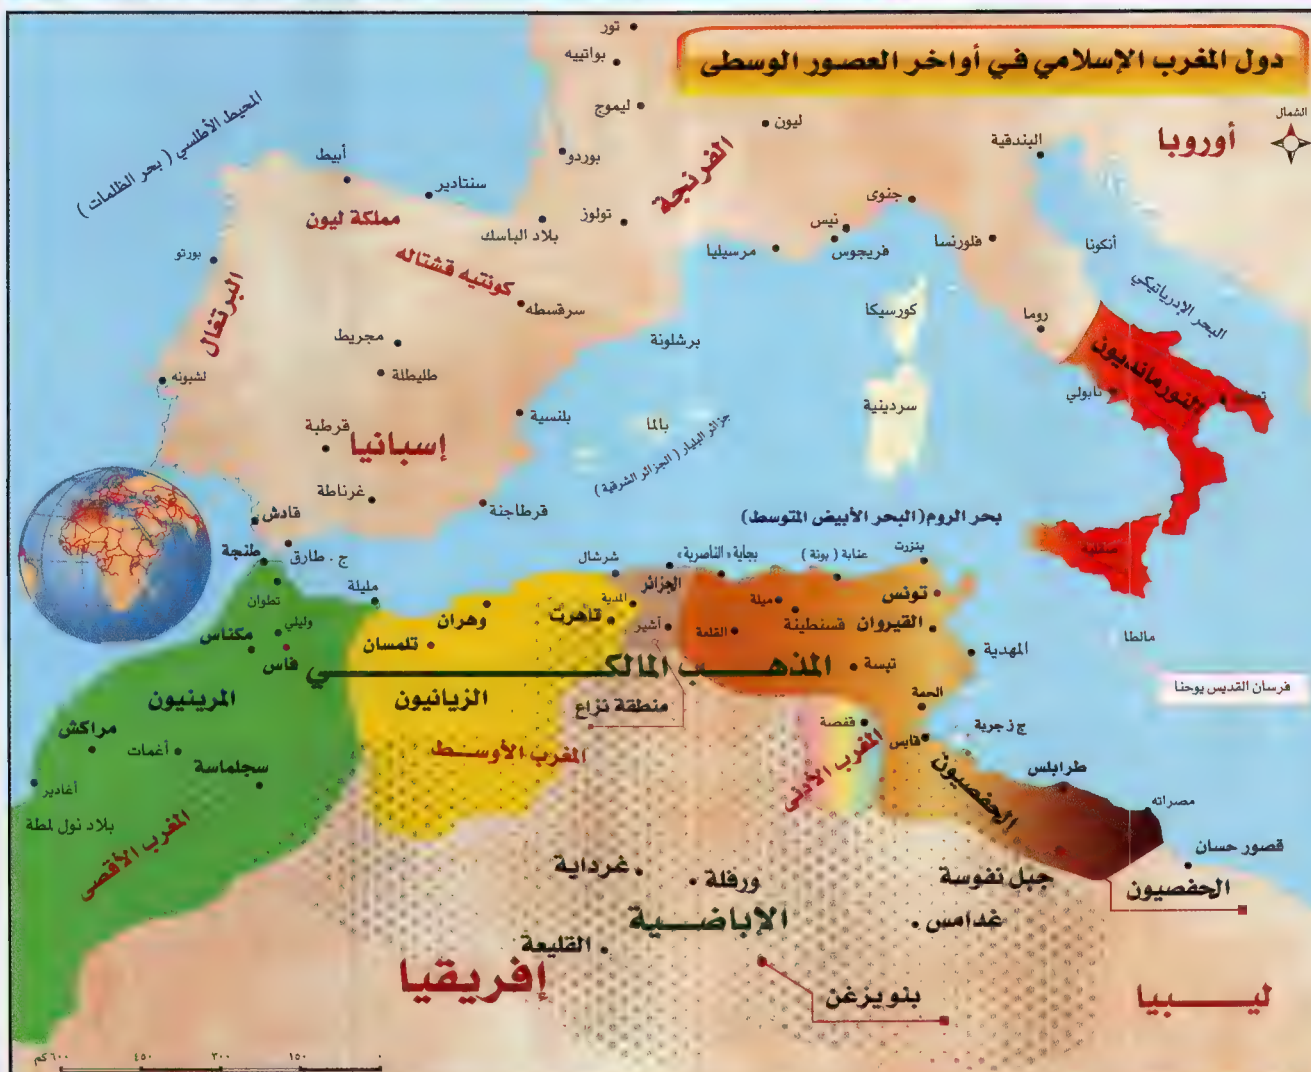 دول المغرب الإسلامي في أواخر العصور الوسطى
الشمال
أوروبا
تور
بواتييه
ليموج
ليون
البندقية
المحيط الأطلسي ( بحر الظلمات )
بوردو
الفرنجة
أبيط
سنتادير
جنوى
مملكة ليون
بلاد الباسك
تولوز
نيس
فريجوس
فلورنسا
أنكونا
مرسيليا
بورتو
كونتيه قشتاله
البحر الإدرياتيكي
البرتغال
سرقسطه
كورسيكا
روما
مجريط
برشلونة
النورمانديون
لشبونه
طليطلة
نابولي
سردينية
بلنسية
بالما
جزائر البليار ( الجزائر الشرقية )
قرطبة
إسبانيا
غرناطة
قرطاجنة
بحر الروم (البحر الأبيض المتوسط)
قادش
صقلية
طنجة
ج . طارق
شرشال
بجاية «الناصرية»
عنابة ( بونة )
بنزرت
الجزائر
تطوان
مليلة
المدية
ميلة
تونس
وهران
تاهرت
أشير
قسنطينة
القيروان
وليلي
مكناس
تلمسان
القلعة
مالطا
فاس
المذهب المالكي
تبسة
المهدية
المرينيون
الزيانيون
منطقة نزاع
الحمة
فرسان القديس يوحنا
قفصة
ج ز جربة
مراكش
أغمات
المغرب الأوسط
المغرب الأدنى
قابس
سجلماسة
الحفصيون
طرابلس
أغادير
مصراته
بلاد نول لمطة
المغرب الأقصى
قصور حسان
غرداية
ورقلة
جبل نفوسة
الحفصيون
الإباضية
غدامس
القليعة
إفريقيا
بنو يزغن
ليبيا
٦٠٠ كم ٤٥٠ ٣٠٠ ١٥٠ ٠